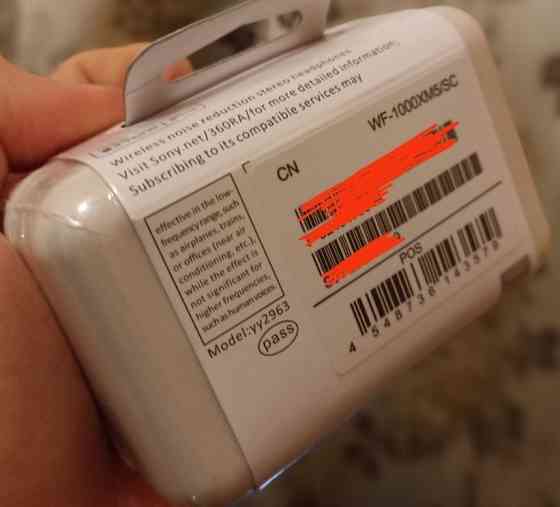 Wireless noise reduction stereo headphones
Visit Sony.net/360RA/for more detailed information,
Subscribing to its compatible services may
effective in the low-
frequency range, such
as airplanes, trains,
or offices (near air
conditioning, etc.),
while the effect is
not significant for
higher frequencies,
such as human voices.
Model:yy2963
pass
CN
WF-1000XM5/SC
POS
4 548736 143579